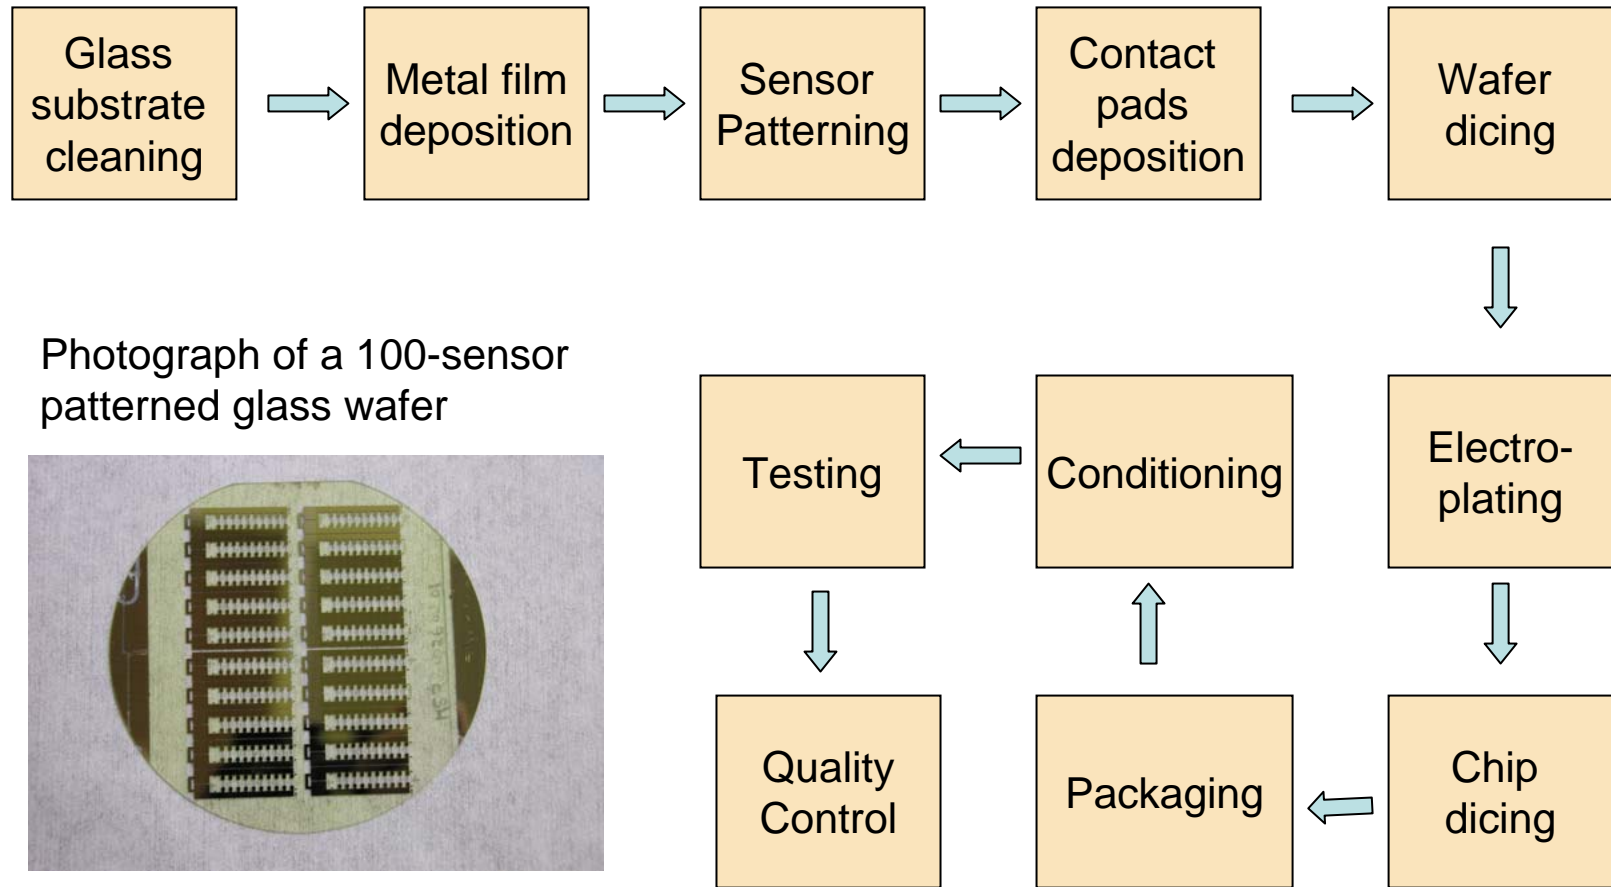 Glass
substrate
cleaning
Metal film
deposition
Sensor
Patterning
Contact
pads
deposition
Wafer
dicing
Photograph of a 100-sensor
patterned glass wafer
Testing
Conditioning
Electro-
plating
Quality
Control
Packaging
Chip
dicing